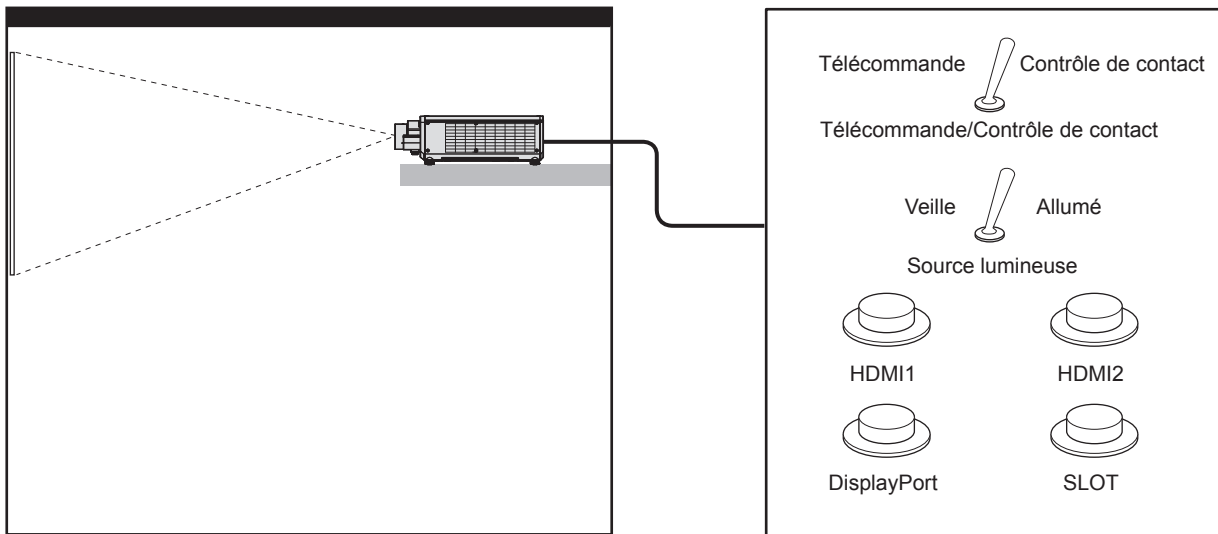 Télécommande Contrôle de contact
Télécommande/Contrôle de contact
Veille Allumé
Source lumineuse
HDMI1 HDMI2
DisplayPort SLOT